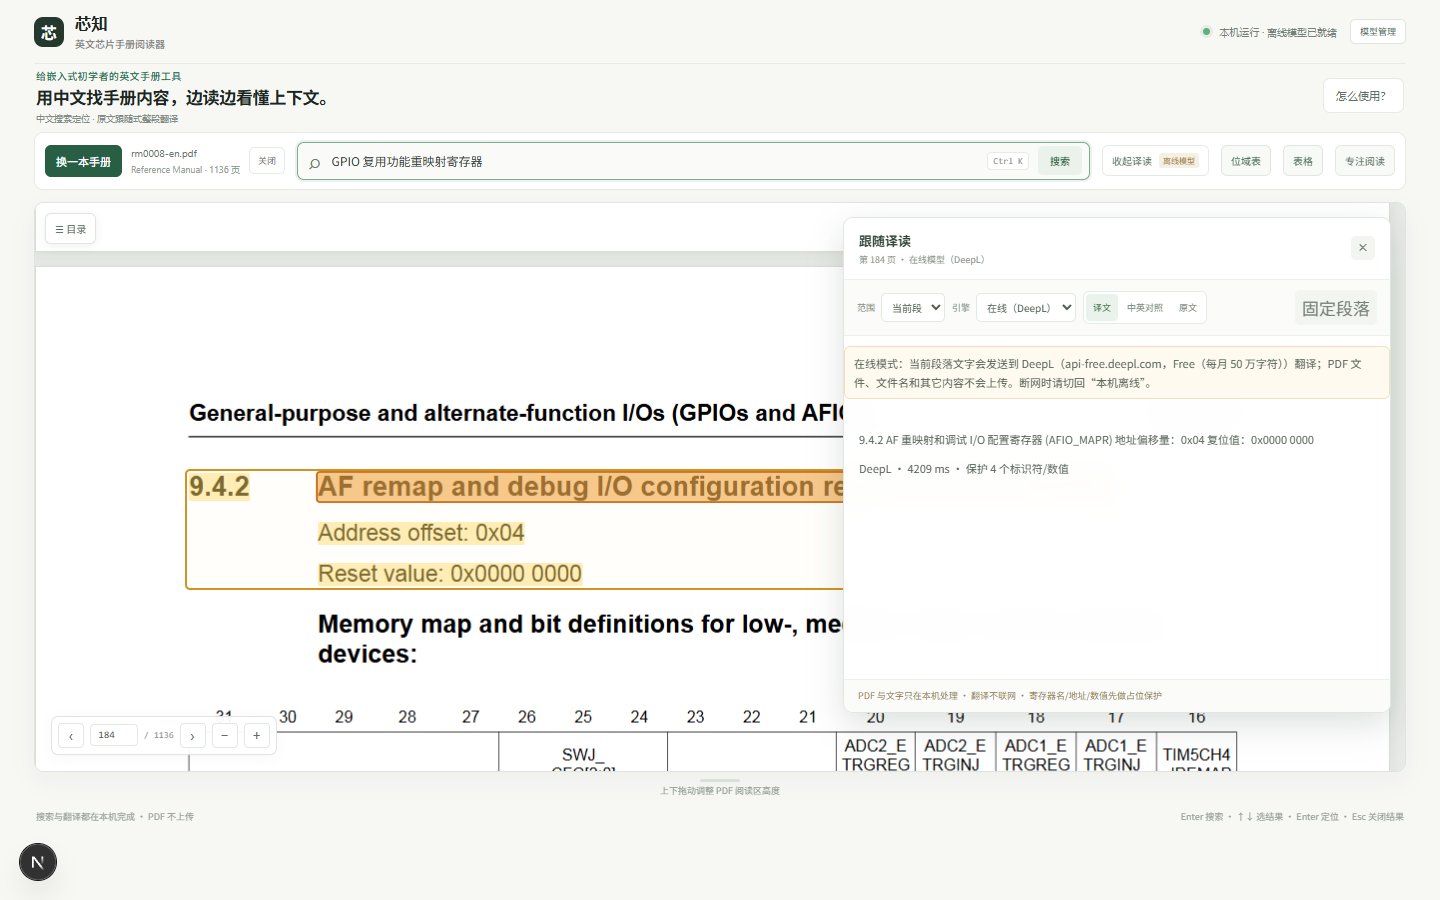 芯
芯知
英文芯片手册阅读器
本机运行 · 离线模型已就绪
模型管理
给嵌入式初学者的英文手册工具
用中文找手册内容，边读边看懂上下文。
中文搜索定位 · 原文跟随式整段翻译
怎么使用？
换一本手册
rm0008-en.pdf
Reference Manual · 1136 页
关闭
GPIO 复用功能重映射寄存器
Ctrl K
搜索
收起译读 离线模型
位域表
表格
专注阅读
☰ 目录
General-purpose and alternate-function I/Os (GPIOs and AFI
9.4.2 AF remap and debug I/O configuration re
Address offset: 0x04
Reset value: 0x0000 0000
Memory map and bit definitions for low-, me
devices:
31 30 29 28 27 26 25 24 23 22 21 20 19 18 17 16
SWJ_
ADC2_E ADC2_E ADC1_E ADC1_E TIM5CH4
TRGREG TRGINJ TRGREG TRGINJ
跟随译读
第 184 页 · 在线模型（DeepL）
×
范围 当前段 引擎 在线（DeepL） 译文 中英对照 原文 固定段落
在线模式：当前段落文字会发送到 DeepL（api-free.deepl.com，Free（每月 50 万字符））翻译；PDF 文
件、文件名和其它内容不会上传。断网时请切回“本机离线”。
9.4.2 AF 重映射和调试 I/O 配置寄存器 (AFIO_MAPR) 地址偏移量：0x04 复位值：0x0000 0000
DeepL · 4209 ms · 保护 4 个标识符/数值
PDF 与文字只在本机处理 · 翻译不联网 · 寄存器名/地址/数值先做占位保护
‹ 184 / 1136 › − +
上下拖动调整 PDF 阅读区高度
搜索与翻译都在本机完成 · PDF 不上传
Enter 搜索 · ↑↓ 选结果 · Enter 定位 · Esc 关闭结果
N